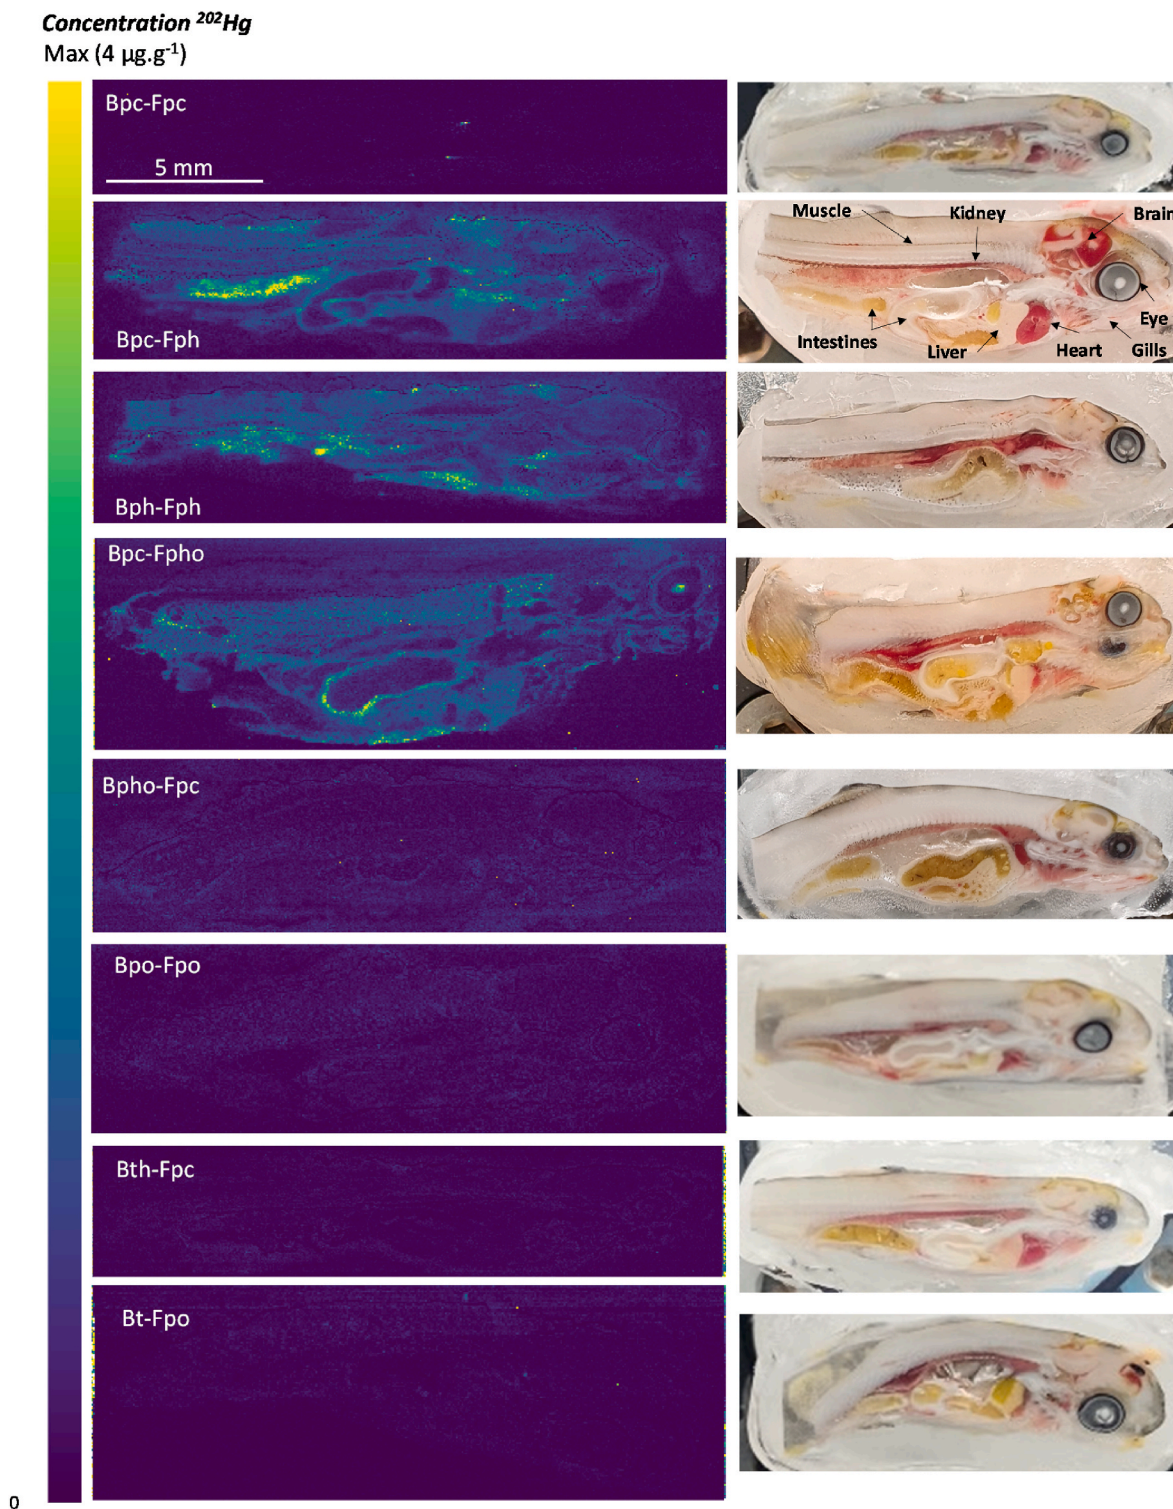 Concentration ²⁰²Hg
Max (4 µg.g⁻¹)
Bpc-Fpc
5 mm
Bpc-Fph
Muscle
Kidney
Brain
Intestines
Liver
Heart
Eye
Gills
Bph-Fph
Bpc-Fpho
Bpho-Fpc
Bpo-Fpo
Bth-Fpc
Bt-Fpo
0